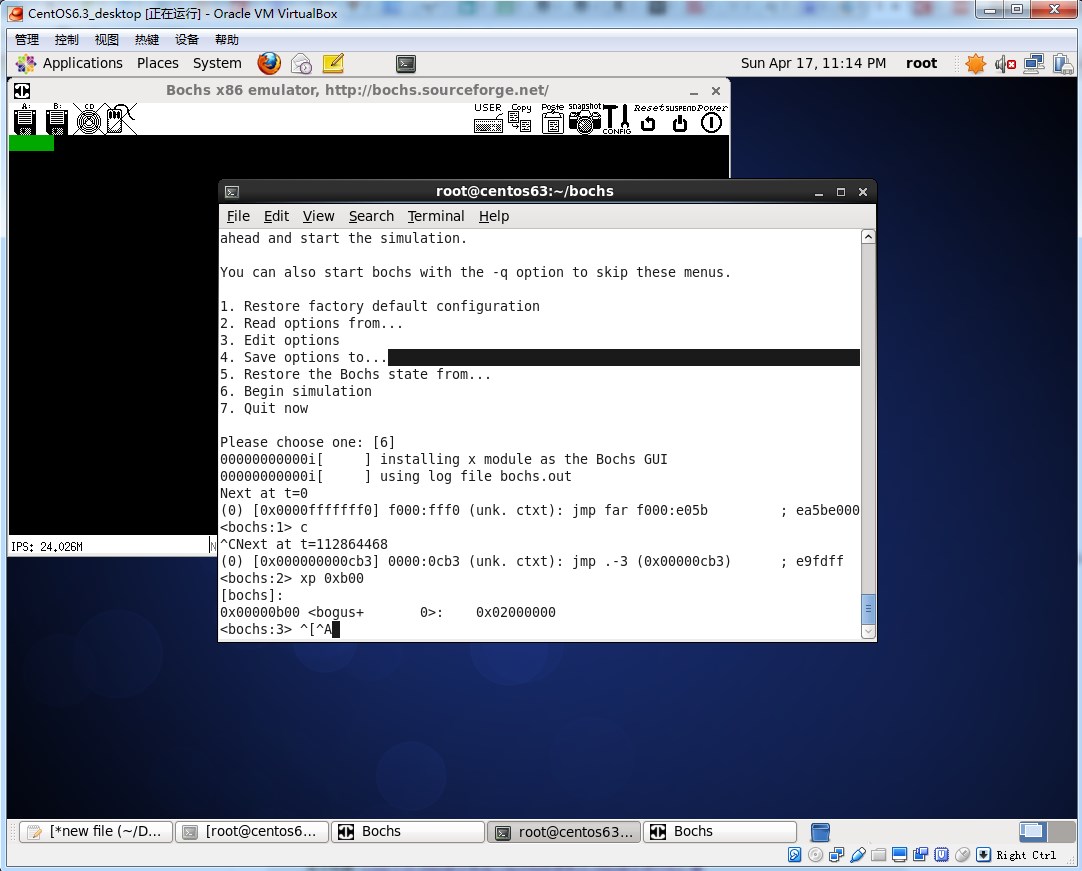 CentOS6.3_desktop [正在运行] - Oracle VM VirtualBox
管理 控制 视图 热键 设备 帮助
Applications Places System Sun Apr 17, 11:14 PM root
Bochs x86 emulator, http://bochs.sourceforge.net/
A: B: CD USER Copy Paste snapshot CONFIG Reset SUSPEND Power
root@centos63:~/bochs
File Edit View Search Terminal Help
ahead and start the simulation.
You can also start bochs with the -q option to skip these menus.
1. Restore factory default configuration
2. Read options from...
3. Edit options
4. Save options to...
5. Restore the Bochs state from...
6. Begin simulation
7. Quit now
Please choose one: [6]
00000000000i[     ] installing x module as the Bochs GUI
00000000000i[     ] using log file bochs.out
Next at t=0
(0) [0x0000fffffff0] f000:fff0 (unk. ctxt): jmp far f000:e05b         ; ea5be000
<bochs:1> c
^CNext at t=112864468
(0) [0x000000000cb3] 0000:0cb3 (unk. ctxt): jmp .-3 (0x00000cb3)      ; e9fdff
<bochs:2> xp 0xb00
[bochs]:
0x00000b00 <bogus+       0>:    0x02000000
<bochs:3> ^[^A
IPS: 24.026M
[*new file (~/D... [root@centos6... Bochs root@centos63:... Bochs
Right Ctrl